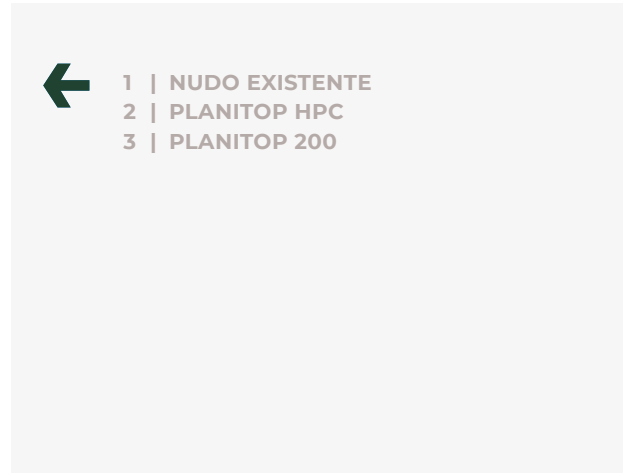 1 | NUDO EXISTENTE
2 | PLANITOP HPC
3 | PLANITOP 200